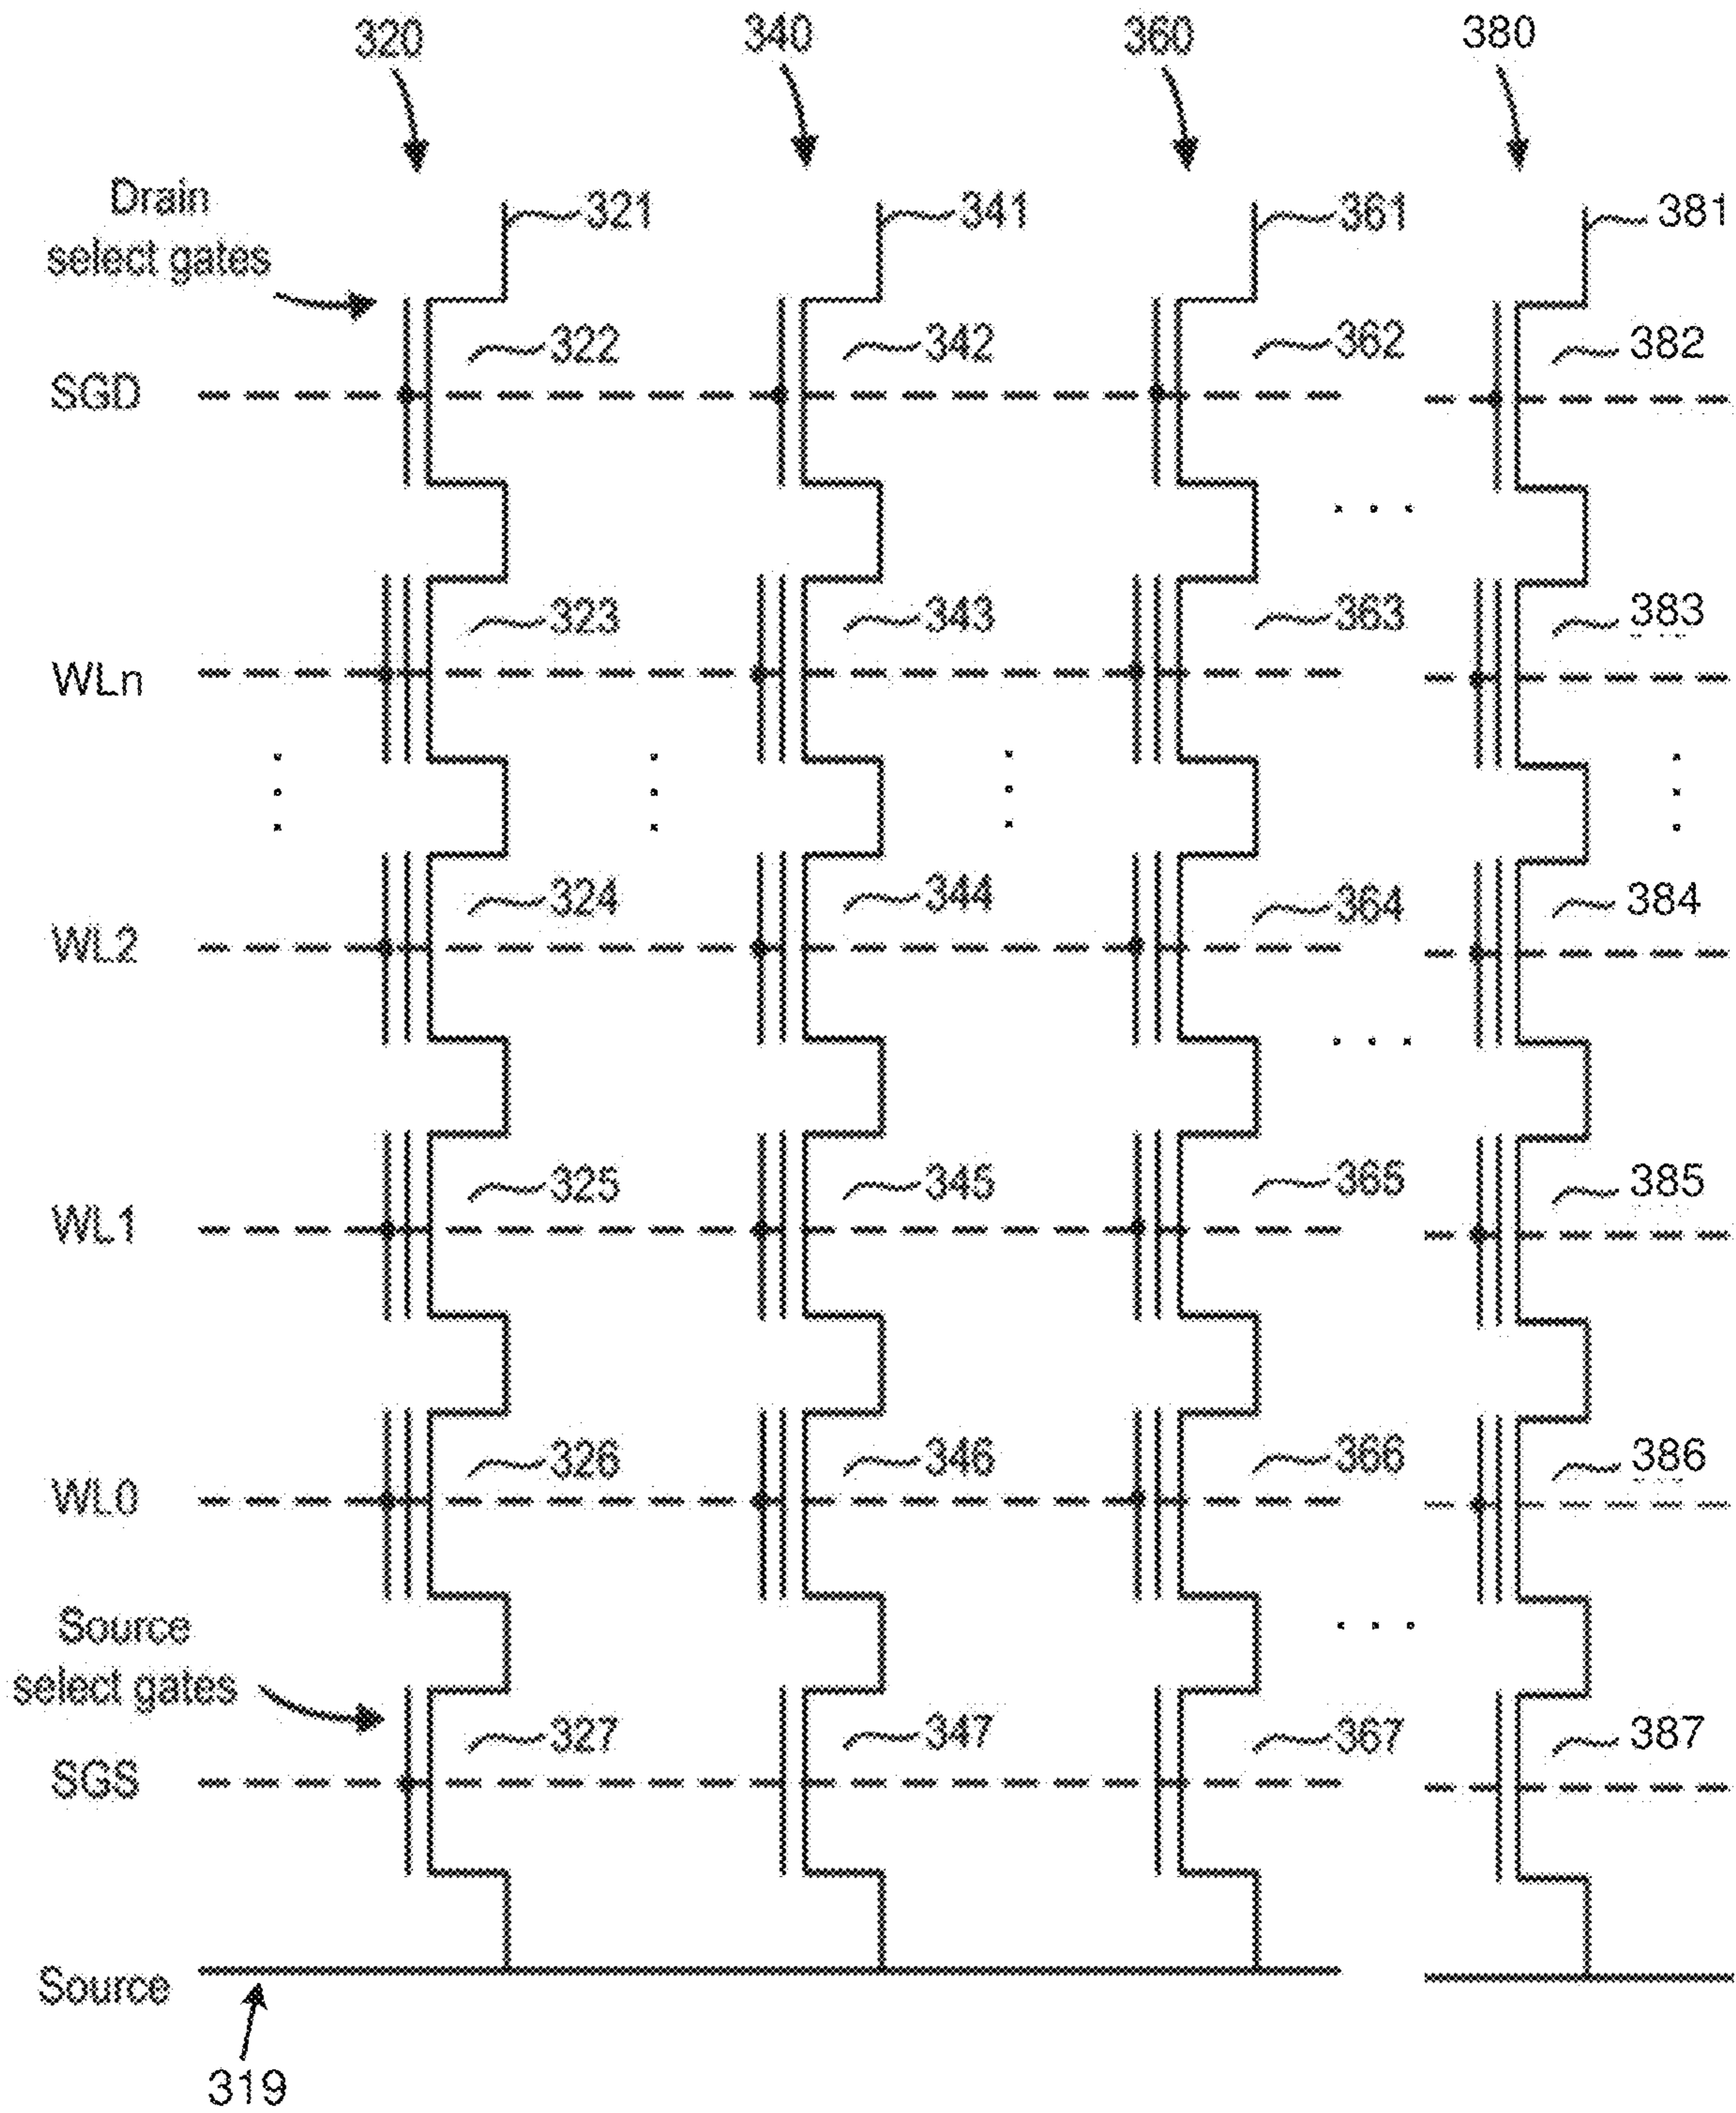 320 340 360 380
Drain
select gates
321 341 361 381
SGD 322 342 362 382
WLn 323 343 363 383
WL2 324 344 364 384
WL1 325 345 365 385
WL0 326 346 366 386
Source
select gates
SGS 327 347 367 387
Source
319